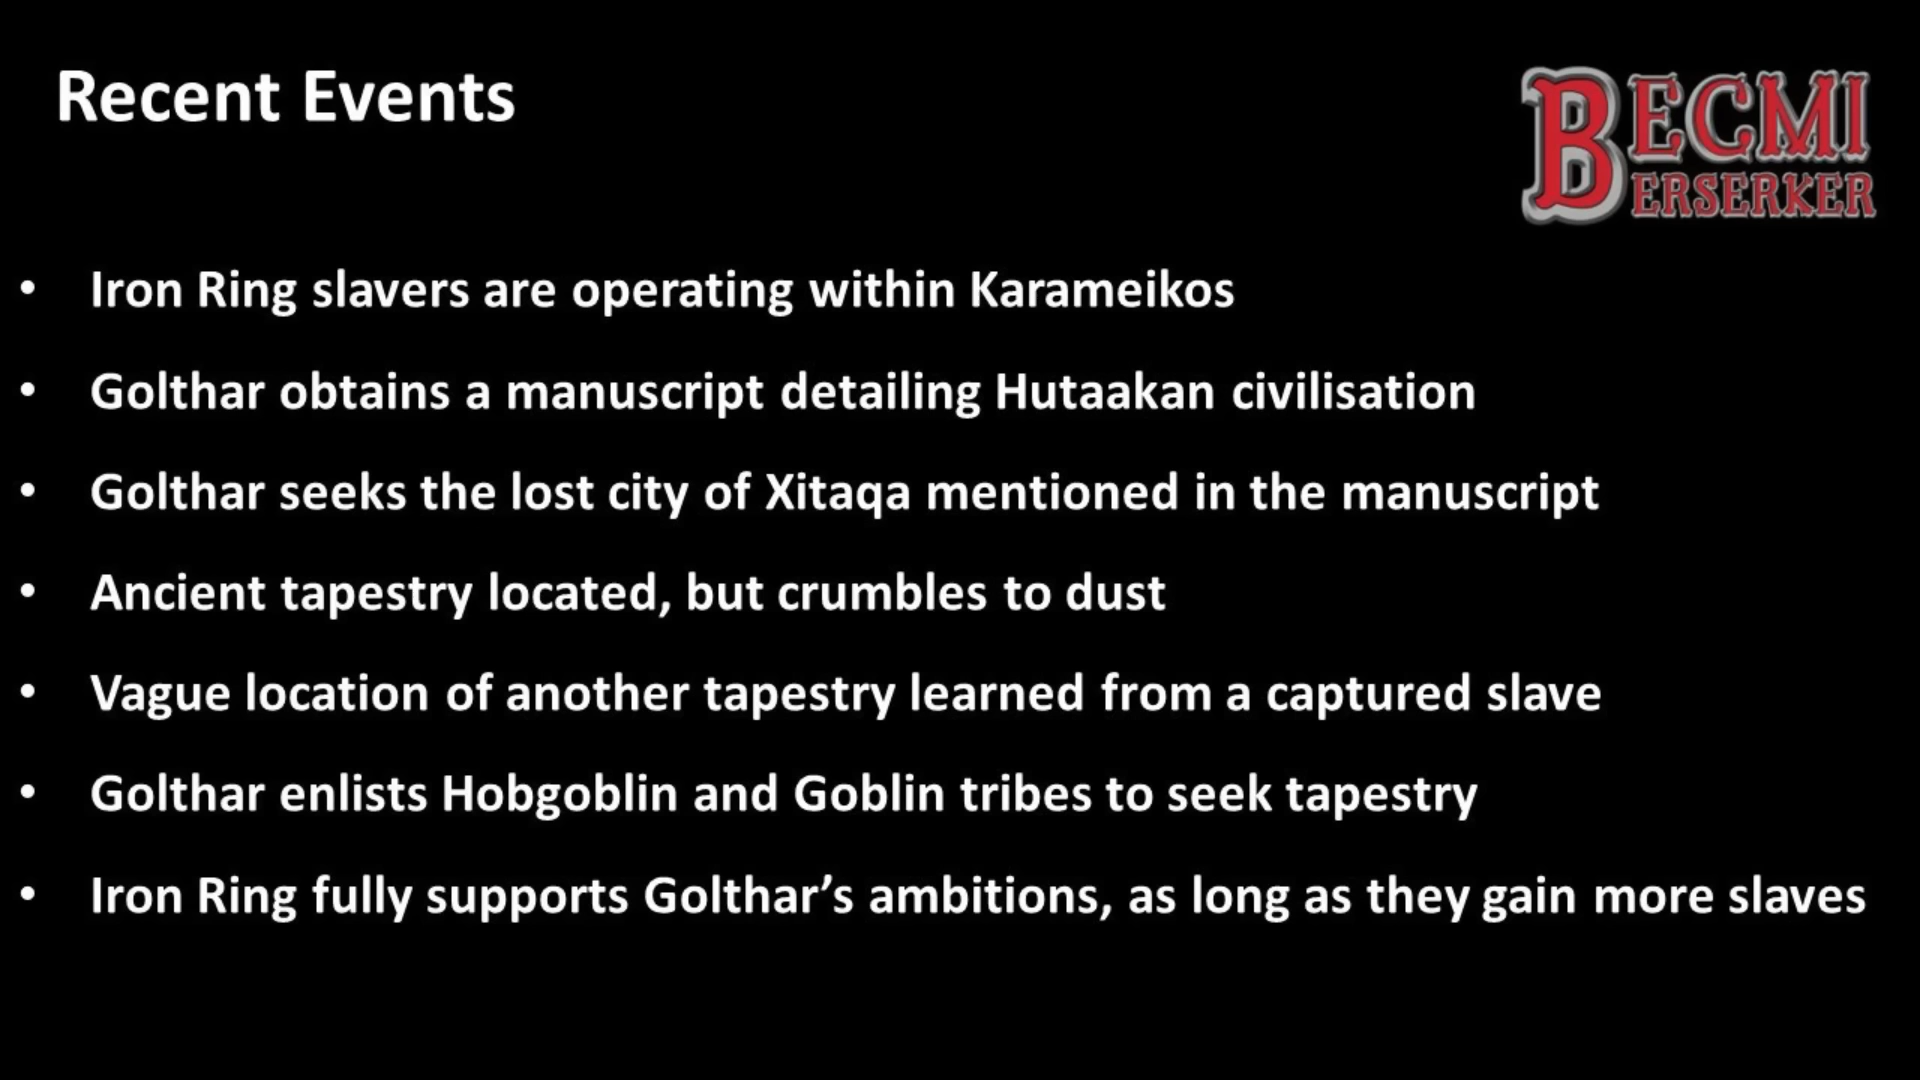 Recent Events
BECMI
BERSERKER
• Iron Ring slavers are operating within Karameikos
• Golthar obtains a manuscript detailing Hutaakan civilisation
• Golthar seeks the lost city of Xitaqa mentioned in the manuscript
• Ancient tapestry located, but crumbles to dust
• Vague location of another tapestry learned from a captured slave
• Golthar enlists Hobgoblin and Goblin tribes to seek tapestry
• Iron Ring fully supports Golthar’s ambitions, as long as they gain more slaves